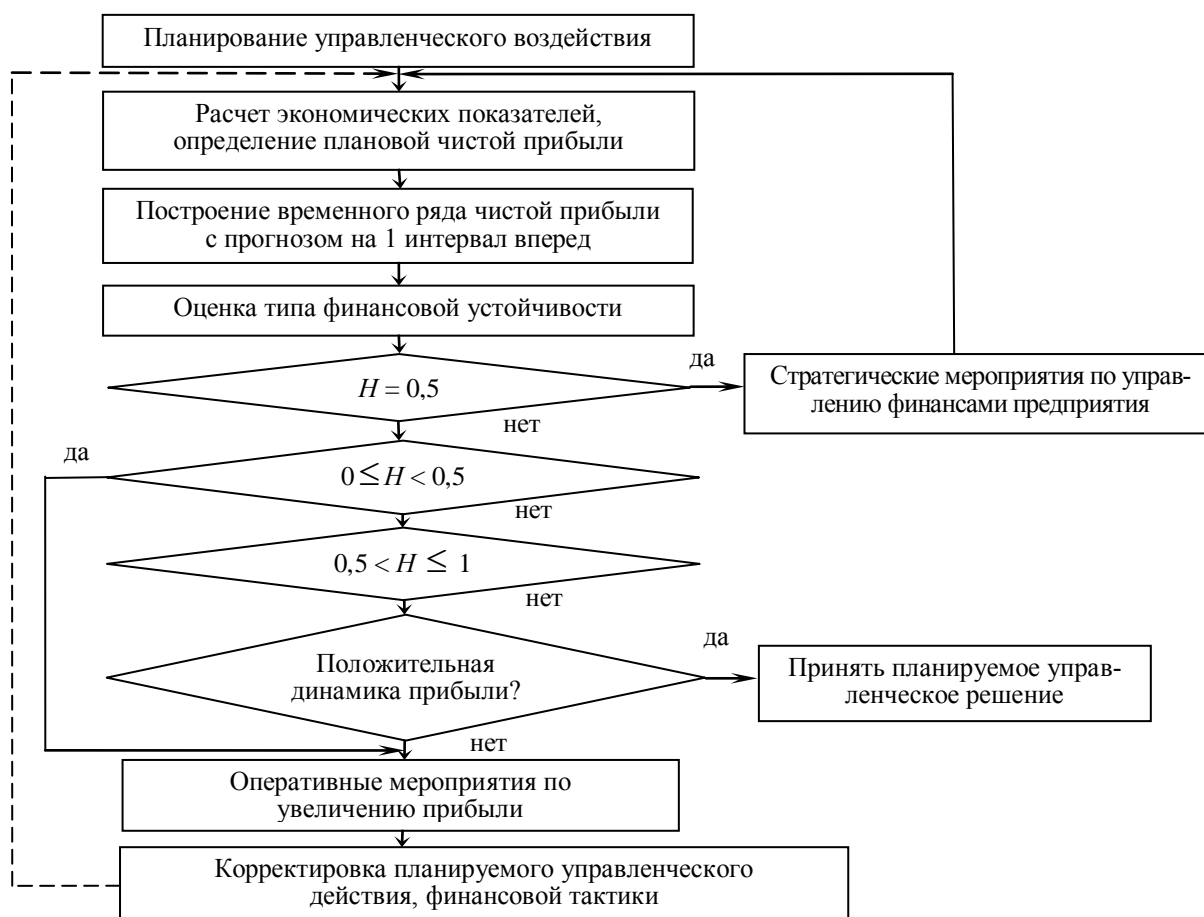 Планирование управленческого воздействия
Расчет экономических показателей,
определение плановой чистой прибыли
Построение временного ряда чистой прибыли
с прогнозом на 1 интервал вперед
Оценка типа финансовой устойчивости
H = 0,5
да
Стратегические мероприятия по управ-
лению финансами предприятия
нет
да
0 ≤ H < 0,5
нет
0,5 < H ≤ 1
нет
Положительная
динамика прибыли?
да
Принять планируемое управ-
ленческое решение
нет
Оперативные мероприятия по
увеличению прибыли
Корректировка планируемого управленческого
действия, финансовой тактики